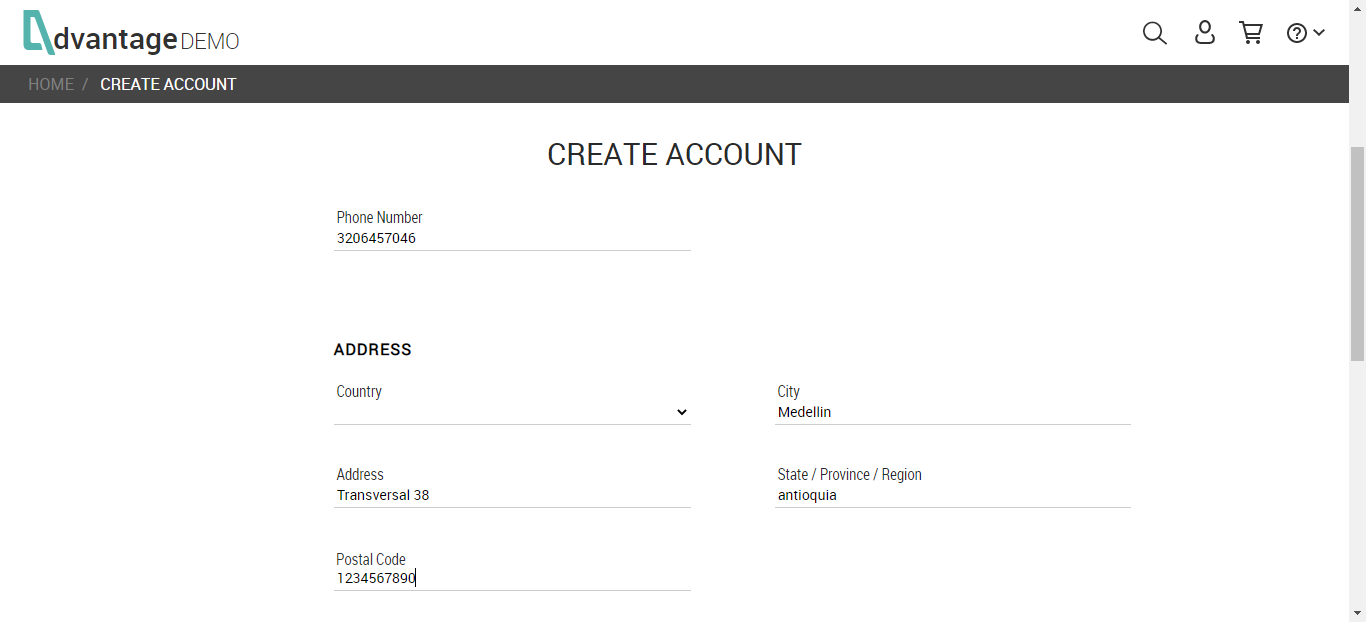 dvantage DEMO
HOME / CREATE ACCOUNT
CREATE ACCOUNT
Phone Number
3206457046
ADDRESS
Country
City
Medellin
Address
Transversal 38
State / Province / Region
antioquia
Postal Code
1234567890